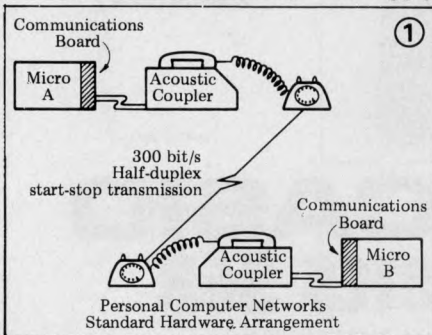 Communications
Board
①
Micro
A
Acoustic
Coupler
300 bit/s
Half-duplex
start-stop transmission
Communications
Board
Acoustic
Coupler
Micro
B
Personal Computer Networks
Standard Hardware Arrangement